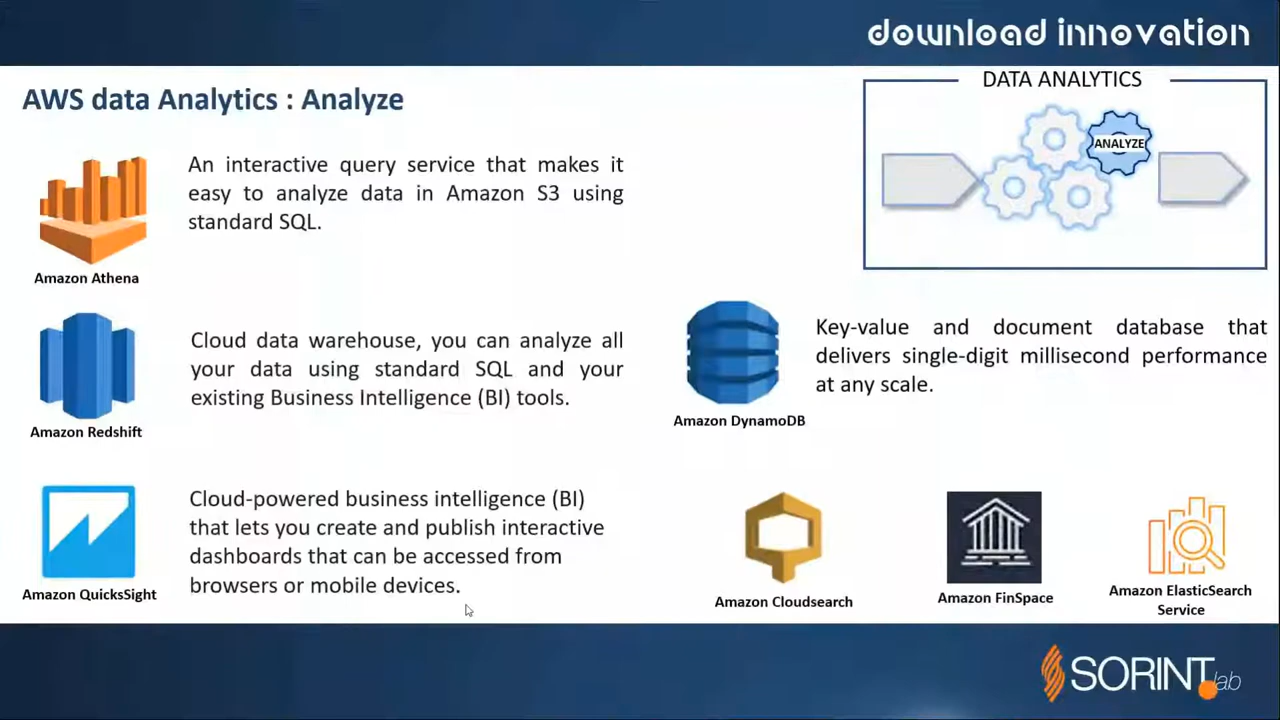 download innovation
AWS data Analytics : Analyze
DATA ANALYTICS
ANALYZE
An interactive query service that makes it
easy to analyze data in Amazon S3 using
standard SQL.
Amazon Athena
Cloud data warehouse, you can analyze all
your data using standard SQL and your
existing Business Intelligence (BI) tools.
Amazon Redshift
Key-value and document database that
delivers single-digit millisecond performance
at any scale.
Amazon DynamoDB
Cloud-powered business intelligence (BI)
that lets you create and publish interactive
dashboards that can be accessed from
browsers or mobile devices.
Amazon QuicksSight
Amazon Cloudsearch
Amazon FinSpace
Amazon ElasticSearch
Service
SORINT.lab